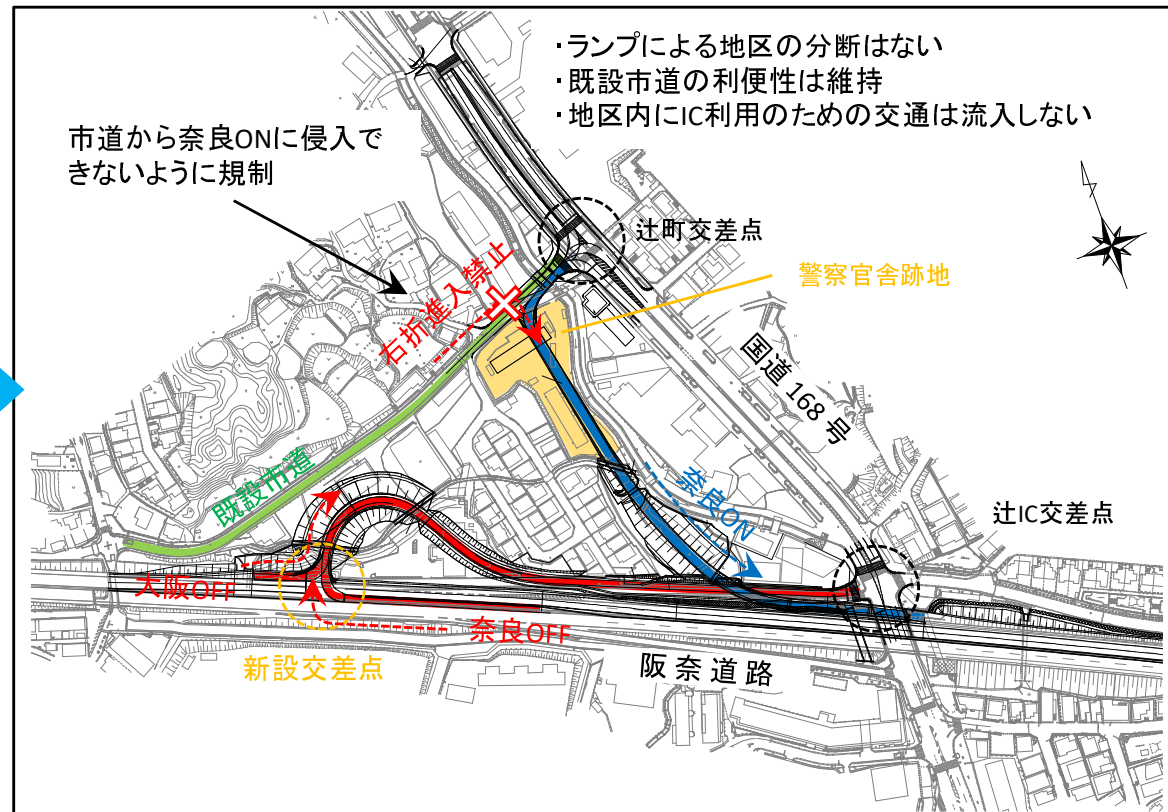 ・ランプによる地区の分断はない
・既設市道の利便性は維持
・地区内にIC利用のための交通は流入しない
市道から奈良ONに侵入で
きないように規制
辻町交差点
右折進入禁止
警察官舎跡地
国道 168 号
既設市道
奈良ON
辻IC交差点
大阪OFF
奈良OFF
新設交差点
阪奈道路